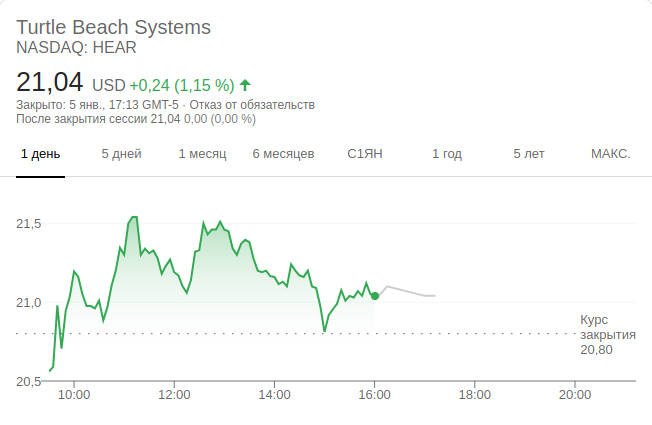 Turtle Beach Systems
NASDAQ: HEAR
21,04 USD +0,24 (1,15 %)
Закрыто: 5 янв., 17:13 GMT-5 · Отказ от обязательств
После закрытия сессии 21,04 0,00 (0,00 %)
1 день 5 дней 1 месяц 6 месяцев С1ЯН 1 год 5 лет МАКС.
21,5
21,0
Курс
закрытия
20,80
20,5
10:00 12:00 14:00 16:00 18:00 20:00